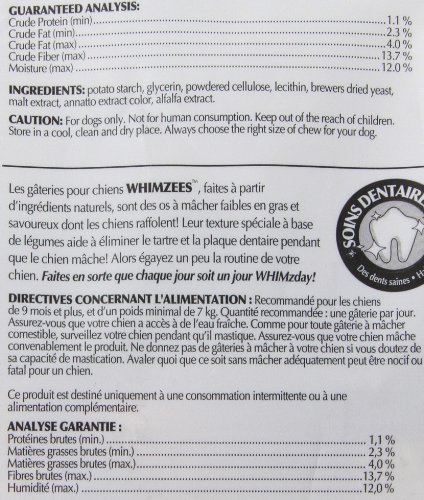 GUARANTEED ANALYSIS:
Crude Protein (min)........1.1 %
Crude Fat (min)........2.3 %
Crude Fat (max)........4.0 %
Crude Fiber (max)........13.7 %
Moisture (max)........12.0 %
INGREDIENTS: potato starch, glycerin, powdered cellulose, lecithin, brewers dried yeast,
malt extract, annatto extract color, alfalfa extract.
CAUTION: For dogs only. Not for human consumption. Keep out of the reach of children.
Store in a cool, clean and dry place. Always choose the right size of chew for your dog.
Les gâteries pour chiens WHIMZEES™, faites à partir
d'ingrédients naturels, sont des os à mâcher faibles en gras et
savoureux dont les chiens raffolent! Leur texture spéciale à base
de légumes aide à éliminer le tartre et la plaque dentaire pendant
que le chien mâche! Alors égayez un peu la routine de votre
chien. Faites en sorte que chaque jour soit un jour WHIMzday!
SOINS DENTAIRE
Des dents saines • H
DIRECTIVES CONCERNANT L'ALIMENTATION : Recommandé pour les chiens
de 9 mois et plus, et d'un poids minimal de 7 kg. Quantité recommandée : une gâterie par jour.
Assurez-vous que votre chien a accès à de l'eau fraîche. Comme pour toute gâterie à mâcher
comestible, surveillez votre chien pendant qu'il mastique. Assurez-vous que votre chien mâche
convenablement le produit. Ne donnez pas de gâteries à mâcher à votre chien si vous doutez de
sa capacité de mastication. Avaler quoi que ce soit sans mâcher adéquatement peut être nocif ou
fatal pour un chien.
Ce produit est destiné uniquement à une consommation intermittente ou à une
alimentation complémentaire.
ANALYSE GARANTIE :
Protéines brutes (min.)........1,1 %
Matières grasses brutes (min.)........2,3 %
Matières grasses brutes (max.)........4,0 %
Fibres brutes (max.)........13,7 %
Humidité (max.)........12,0 %